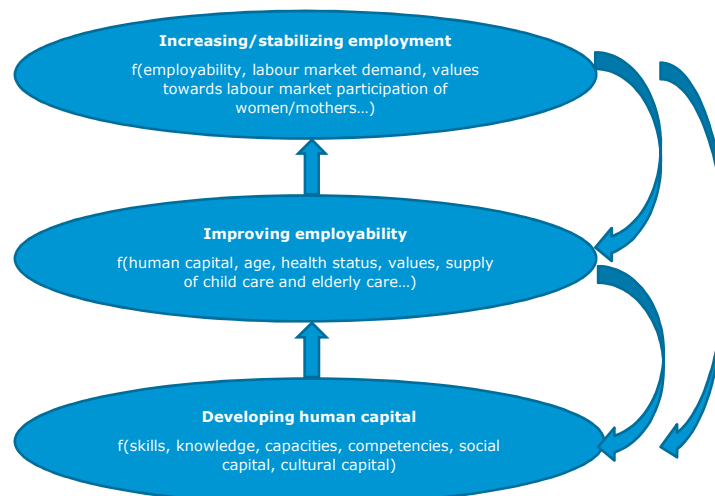 Increasing/stabilizing employment
f(employability, labour market demand, values
towards labour market participation of
women/mothers…)
Improving employability
f(human capital, age, health status, values, supply
of child care and elderly care…)
Developing human capital
f(skills, knowledge, capacities, competencies, social
capital, cultural capital)